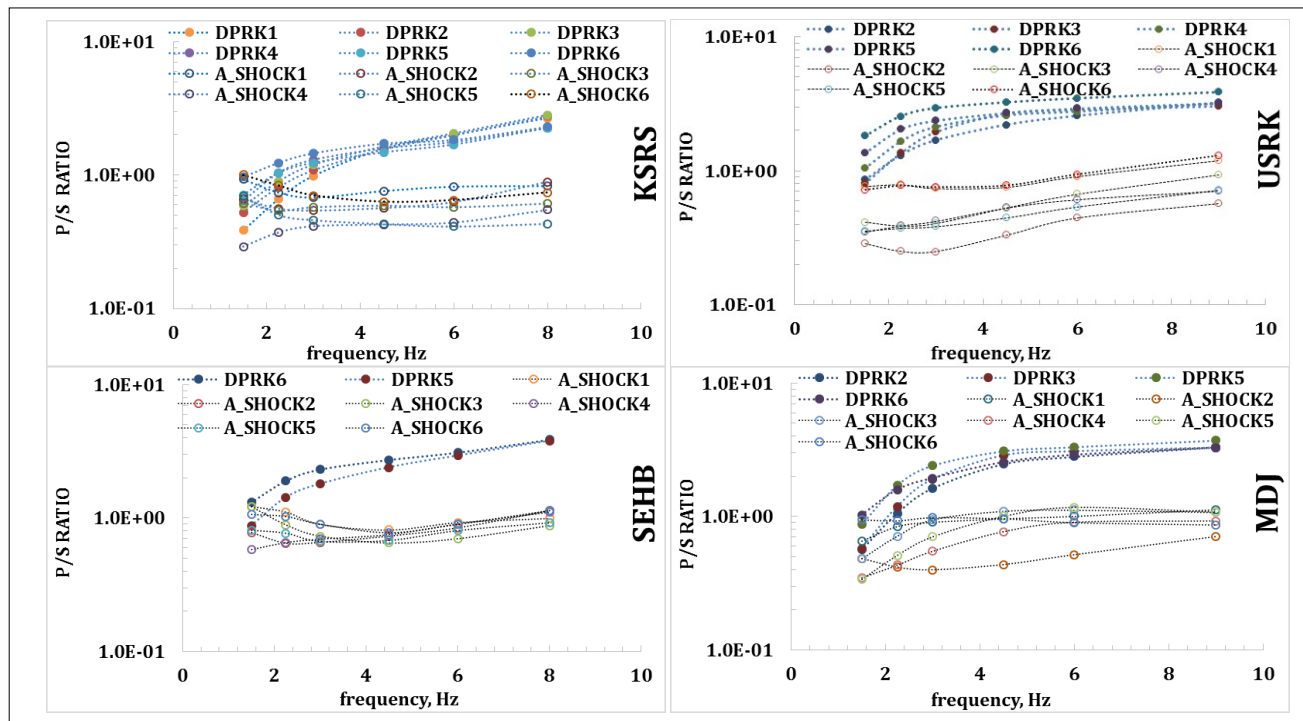 DPRK1 DPRK2 DPRK3
DPRK4 DPRK5 DPRK6
A_SHOCK1 A_SHOCK2 A_SHOCK3
A_SHOCK4 A_SHOCK5 A_SHOCK6
1.0E+01
1.0E+00
1.0E-01
P/S RATIO
0 2 4 6 8 10
frequency, Hz
KSRS
DPRK2 DPRK3 DPRK4
DPRK5 DPRK6 A_SHOCK1
A_SHOCK2 A_SHOCK3 A_SHOCK4
A_SHOCK5 A_SHOCK6
1.0E+01
1.0E+00
1.0E-01
P/S RATIO
0 2 4 6 8 10
frequency, Hz
USRK
DPRK6 DPRK5 A_SHOCK1
A_SHOCK2 A_SHOCK3 A_SHOCK4
A_SHOCK5 A_SHOCK6
1.0E+01
1.0E+00
1.0E-01
P/S RATIO
0 2 4 6 8 10
frequency, Hz
SEHB
DPRK2 DPRK3 DPRK5
DPRK6 A_SHOCK1 A_SHOCK2
A_SHOCK3 A_SHOCK4 A_SHOCK5
A_SHOCK6
1.0E+01
1.0E+00
1.0E-01
P/S RATIO
0 2 4 6 8 10
frequency, Hz
MDJ